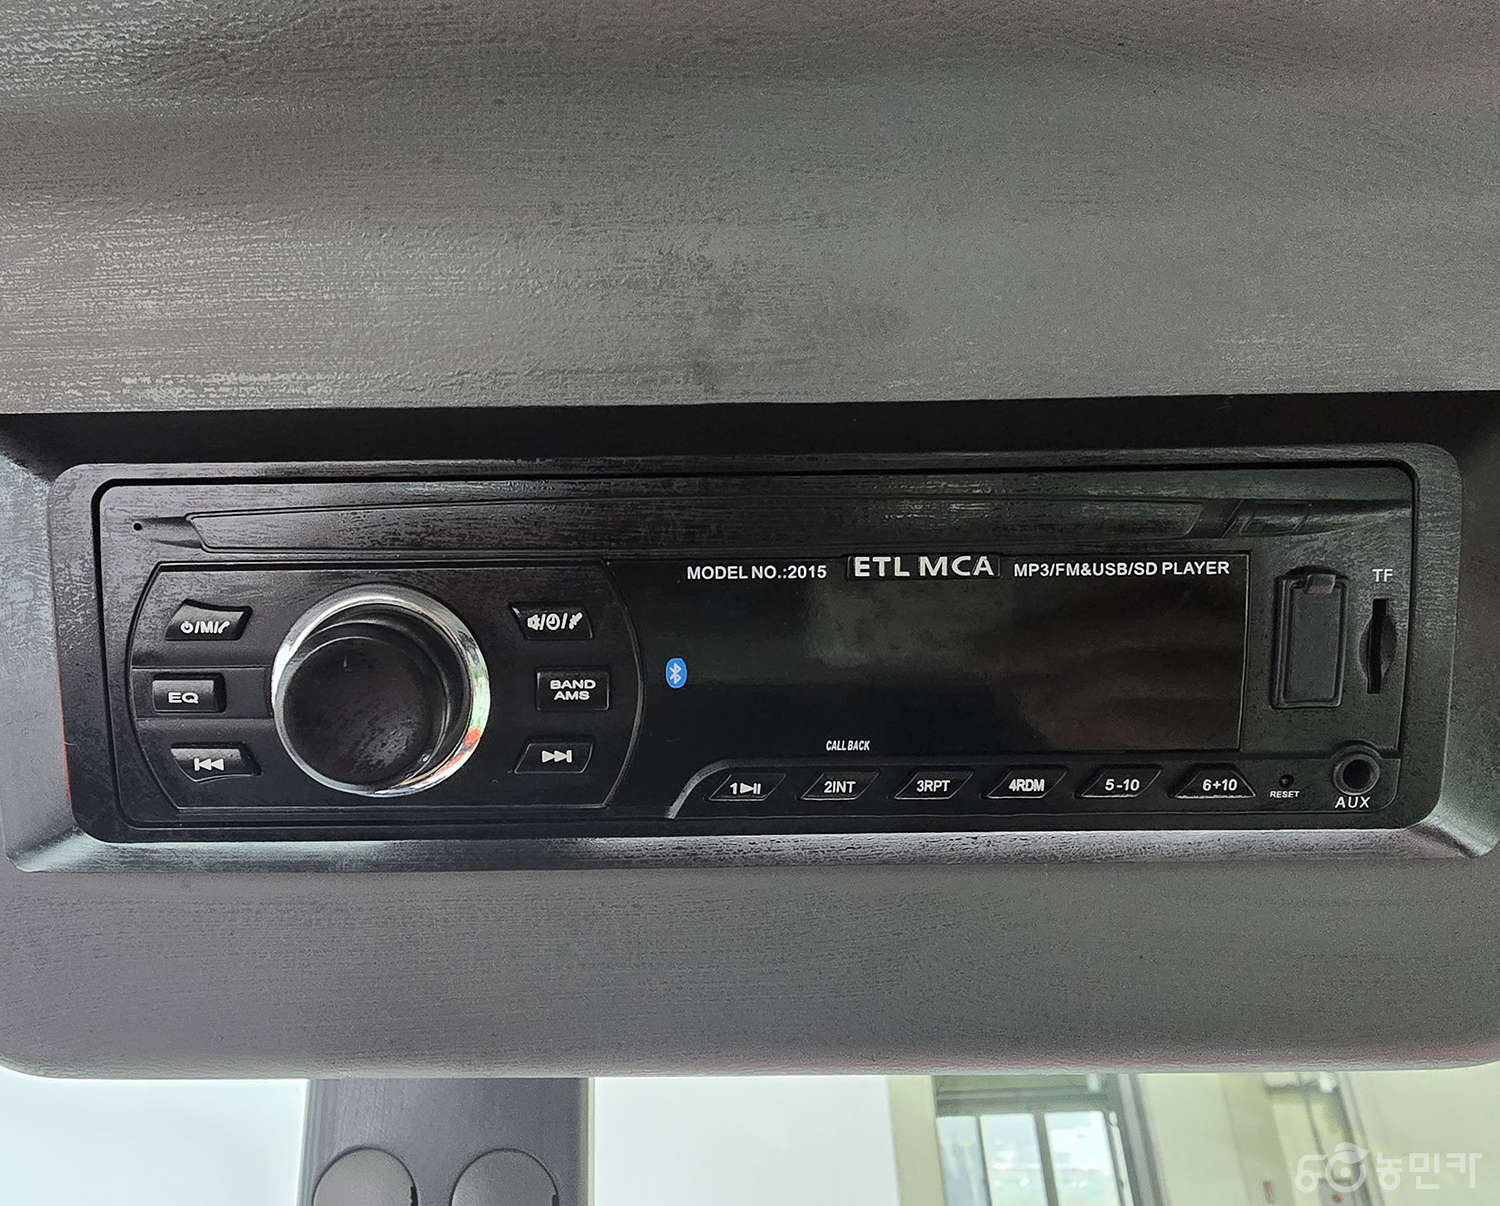 MODEL NO.:2015 ETL MCA MP3/FM&USB/SD PLAYER
TF
/M/
EQ
BAND
AMS
CALL BACK
1 2INT 3RPT 4RDM 5-10 6+10
RESET
AUX
농민카